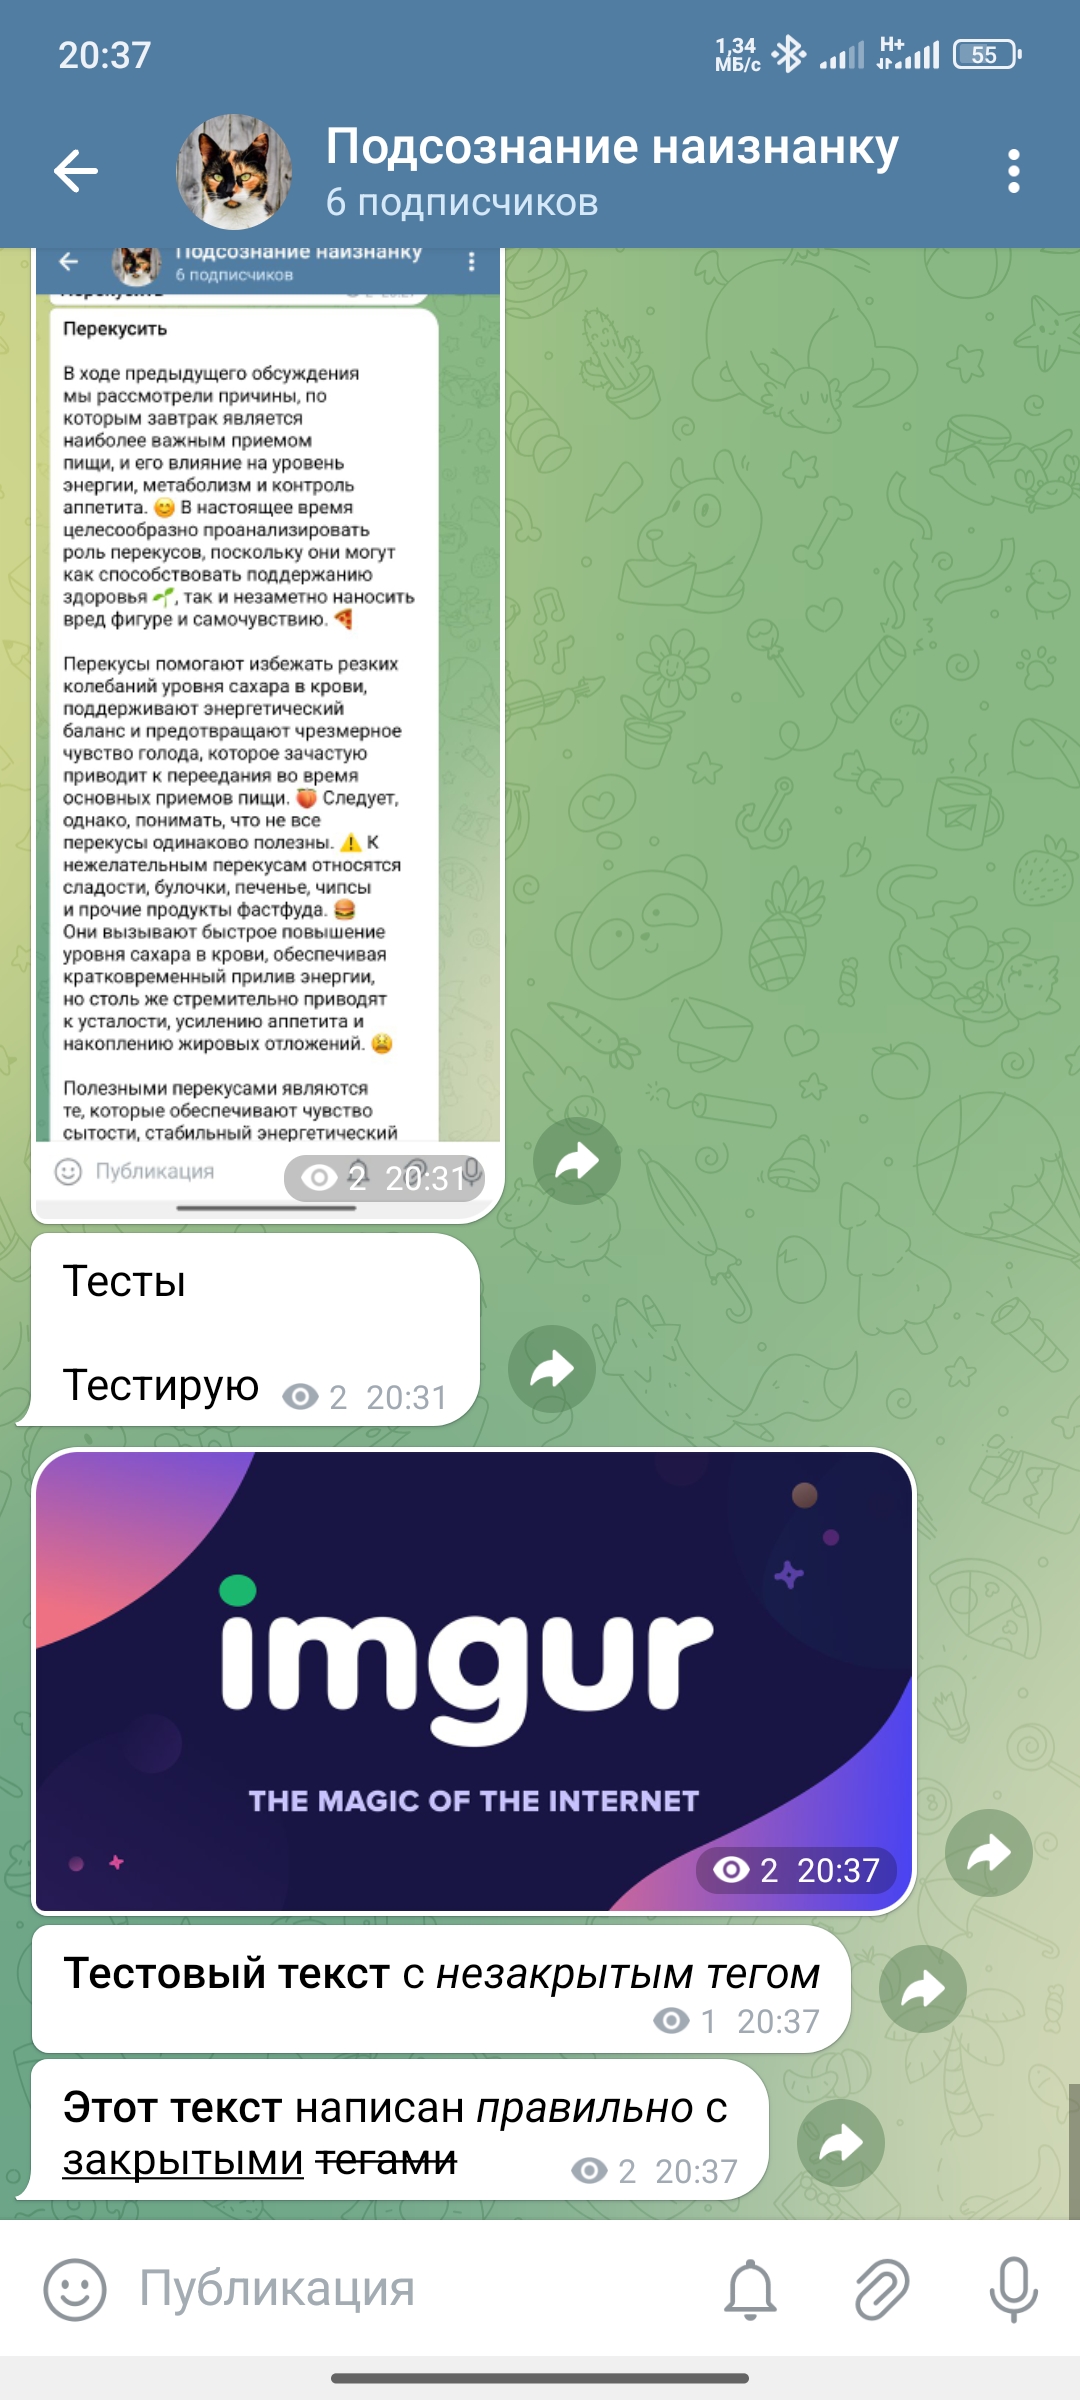 20:37
1,34
МБ/с
H+
55
Подсознание наизнанку
6 подписчиков
Подсознание наизнанку
6 подписчиков
Перекусить
Перекусить
В ходе предыдущего обсуждения
мы рассмотрели причины, по
которым завтрак является
наиболее важным приемом
пищи, и его влияние на уровень
энергии, метаболизм и контроль
аппетита. 😊 В настоящее время
целесообразно проанализировать
роль перекусов, поскольку они могут
как способствовать поддержанию
здоровья 🌱, так и незаметно наносить
вред фигуре и самочувствию. 🍕
Перекусы помогают избежать резких
колебаний уровня сахара в крови,
поддерживают энергетический
баланс и предотвращают чрезмерное
чувство голода, которое зачастую
приводит к переедания во время
основных приемов пищи. 🍑 Следует,
однако, понимать, что не все
перекусы одинаково полезны. ⚠️ К
нежелательным перекусам относятся
сладости, булочки, печенье, чипсы
и прочие продукты фастфуда. 🍔
Они вызывают быстрое повышение
уровня сахара в крови, обеспечивая
кратковременный прилив энергии,
но столь же стремительно приводят
к усталости, усилению аппетита и
накоплению жировых отложений. 😫
Полезными перекусами являются
те, которые обеспечивают чувство
сытости, стабильный энергетический
Публикация
2 20:31
Тесты
Тестирую
2 20:31
imgur
THE MAGIC OF THE INTERNET
2 20:37
Тестовый текст с незакрытым тегом
1 20:37
Этот текст написан правильно с
закрытыми тегами
2 20:37
Публикация